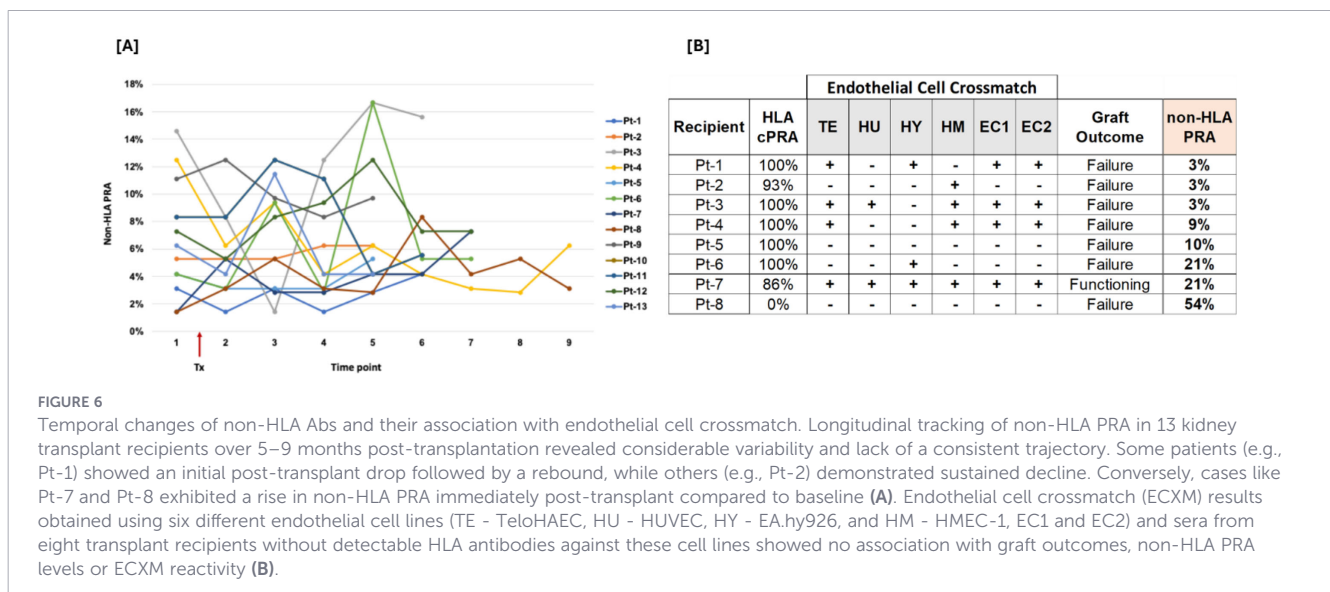 [A]
18%
16%
14%
12%
10%
8%
6%
4%
2%
0%
Non-HLA PRA
1 2 3 4 5 6 7 8 9
Tx
Time point
Pt-1
Pt-2
Pt-3
Pt-4
Pt-5
Pt-6
Pt-7
Pt-8
Pt-9
Pt-10
Pt-11
Pt-12
Pt-13
[B]
Endothelial Cell Crossmatch
Recipient HLA cPRA TE HU HY HM EC1 EC2 Graft Outcome non-HLA PRA
Pt-1 100% + - + - + + Failure 3%
Pt-2 93% - - - + - - Failure 3%
Pt-3 100% + + - + + + Failure 3%
Pt-4 100% + - - + + + Failure 9%
Pt-5 100% - - - - - - Failure 10%
Pt-6 100% - - + - - - Failure 21%
Pt-7 86% + + + + + + Functioning 21%
Pt-8 0% - - - - - - Failure 54%
FIGURE 6
Temporal changes of non-HLA Abs and their association with endothelial cell crossmatch. Longitudinal tracking of non-HLA PRA in 13 kidney
transplant recipients over 5–9 months post-transplantation revealed considerable variability and lack of a consistent trajectory. Some patients (e.g.,
Pt-1) showed an initial post-transplant drop followed by a rebound, while others (e.g., Pt-2) demonstrated sustained decline. Conversely, cases like
Pt-7 and Pt-8 exhibited a rise in non-HLA PRA immediately post-transplant compared to baseline (A). Endothelial cell crossmatch (ECXM) results
obtained using six different endothelial cell lines (TE - TeloHAEC, HU - HUVEC, HY - EA.hy926, and HM - HMEC-1, EC1 and EC2) and sera from
eight transplant recipients without detectable HLA antibodies against these cell lines showed no association with graft outcomes, non-HLA PRA
levels or ECXM reactivity (B).